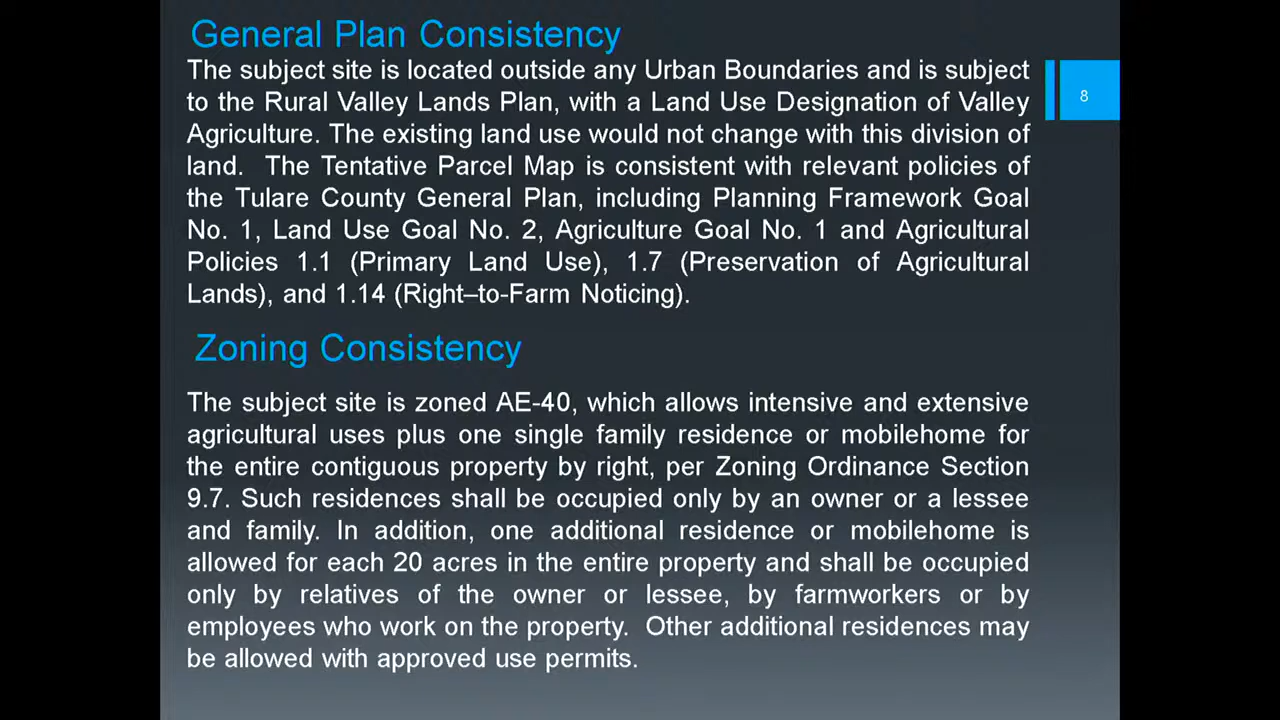 General Plan Consistency
The subject site is located outside any Urban Boundaries and is subject
to the Rural Valley Lands Plan, with a Land Use Designation of Valley
Agriculture. The existing land use would not change with this division of
land.  The Tentative Parcel Map is consistent with relevant policies of
the Tulare County General Plan, including Planning Framework Goal
No. 1, Land Use Goal No. 2, Agriculture Goal No. 1 and Agricultural
Policies 1.1 (Primary Land Use), 1.7 (Preservation of Agricultural
Lands), and 1.14 (Right–to-Farm Noticing).
8
Zoning Consistency
The subject site is zoned AE-40, which allows intensive and extensive
agricultural uses plus one single family residence or mobilehome for
the entire contiguous property by right, per Zoning Ordinance Section
9.7. Such residences shall be occupied only by an owner or a lessee
and family. In addition, one additional residence or mobilehome is
allowed for each 20 acres in the entire property and shall be occupied
only by relatives of the owner or lessee, by farmworkers or by
employees who work on the property.  Other additional residences may
be allowed with approved use permits.